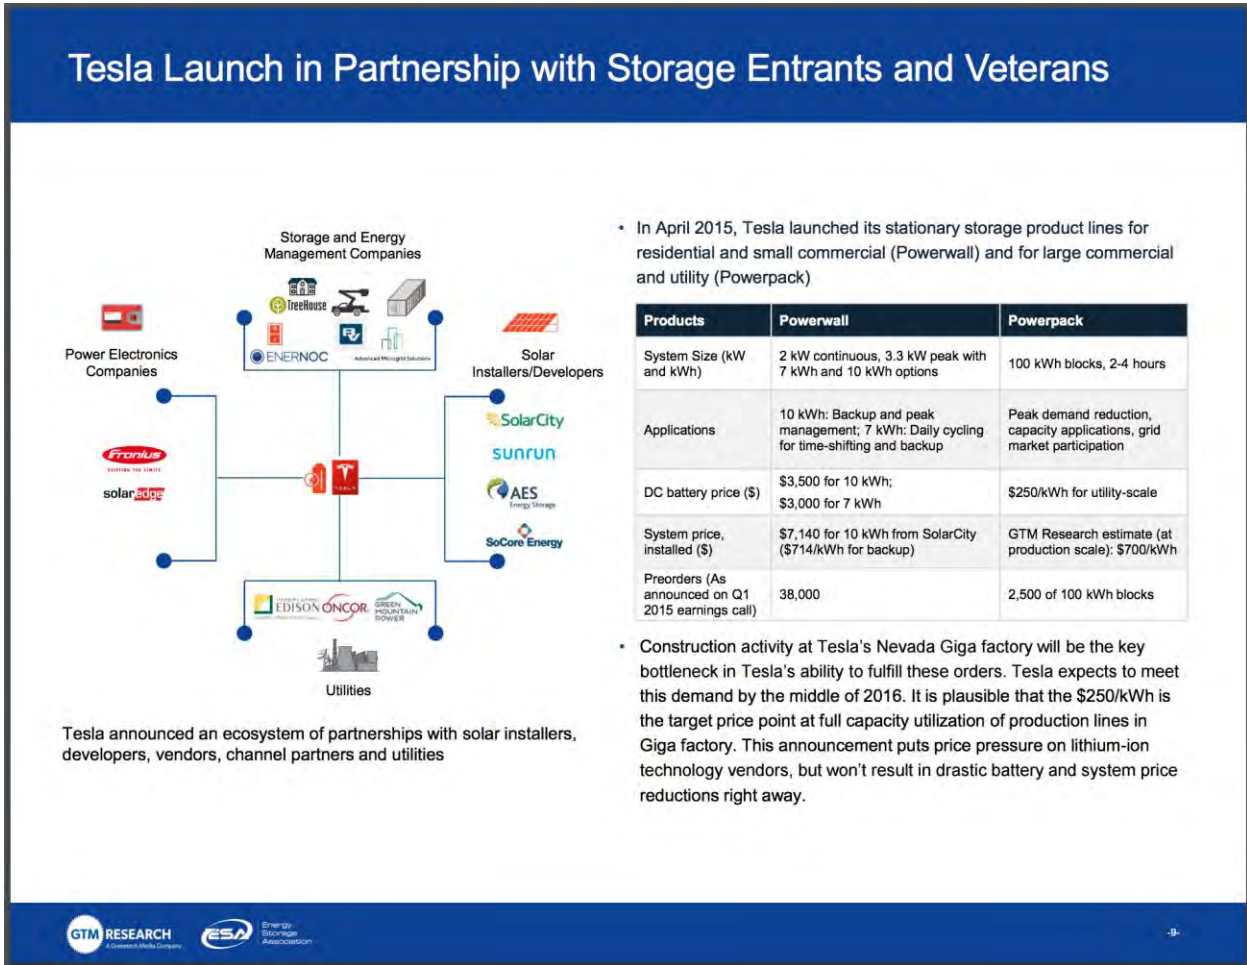 Tesla Launch in Partnership with Storage Entrants and Veterans
Storage and Energy
Management Companies
TreeHouse
ENERNOC
Advanced Microgrid Solutions
Power Electronics
Companies
Fronius
SHIFTING THE LIMITS
solaredge
TESLA
Solar
Installers/Developers
SolarCity
sunrun
AES
Energy Storage
SoCore Energy
EDISON
ONCOR
GREEN
MOUNTAIN
POWER
Utilities
Tesla announced an ecosystem of partnerships with solar installers,
developers, vendors, channel partners and utilities
• In April 2015, Tesla launched its stationary storage product lines for
residential and small commercial (Powerwall) and for large commercial
and utility (Powerpack)
Products Powerwall Powerpack
System Size (kW
and kWh)
2 kW continuous, 3.3 kW peak with
7 kWh and 10 kWh options
100 kWh blocks, 2-4 hours
Applications
10 kWh: Backup and peak
management; 7 kWh: Daily cycling
for time-shifting and backup
Peak demand reduction,
capacity applications, grid
market participation
DC battery price ($)
$3,500 for 10 kWh;
$3,000 for 7 kWh
$250/kWh for utility-scale
System price,
installed ($)
$7,140 for 10 kWh from SolarCity
($714/kWh for backup)
GTM Research estimate (at
production scale): $700/kWh
Preorders (As
announced on Q1
2015 earnings call)
38,000
2,500 of 100 kWh blocks
• Construction activity at Tesla's Nevada Giga factory will be the key
bottleneck in Tesla's ability to fulfill these orders. Tesla expects to meet
this demand by the middle of 2016. It is plausible that the $250/kWh is
the target price point at full capacity utilization of production lines in
Giga factory. This announcement puts price pressure on lithium-ion
technology vendors, but won't result in drastic battery and system price
reductions right away.
GTM RESEARCH
A Greentech Media Company
ESA
Energy
Storage
Association
-9-